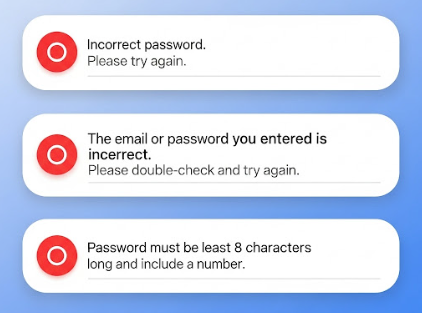 Incorrect password.
Please try again.
The email or password you entered is
incorrect.
Please double-check and try again.
Password must be least 8 characters
long and include a number.